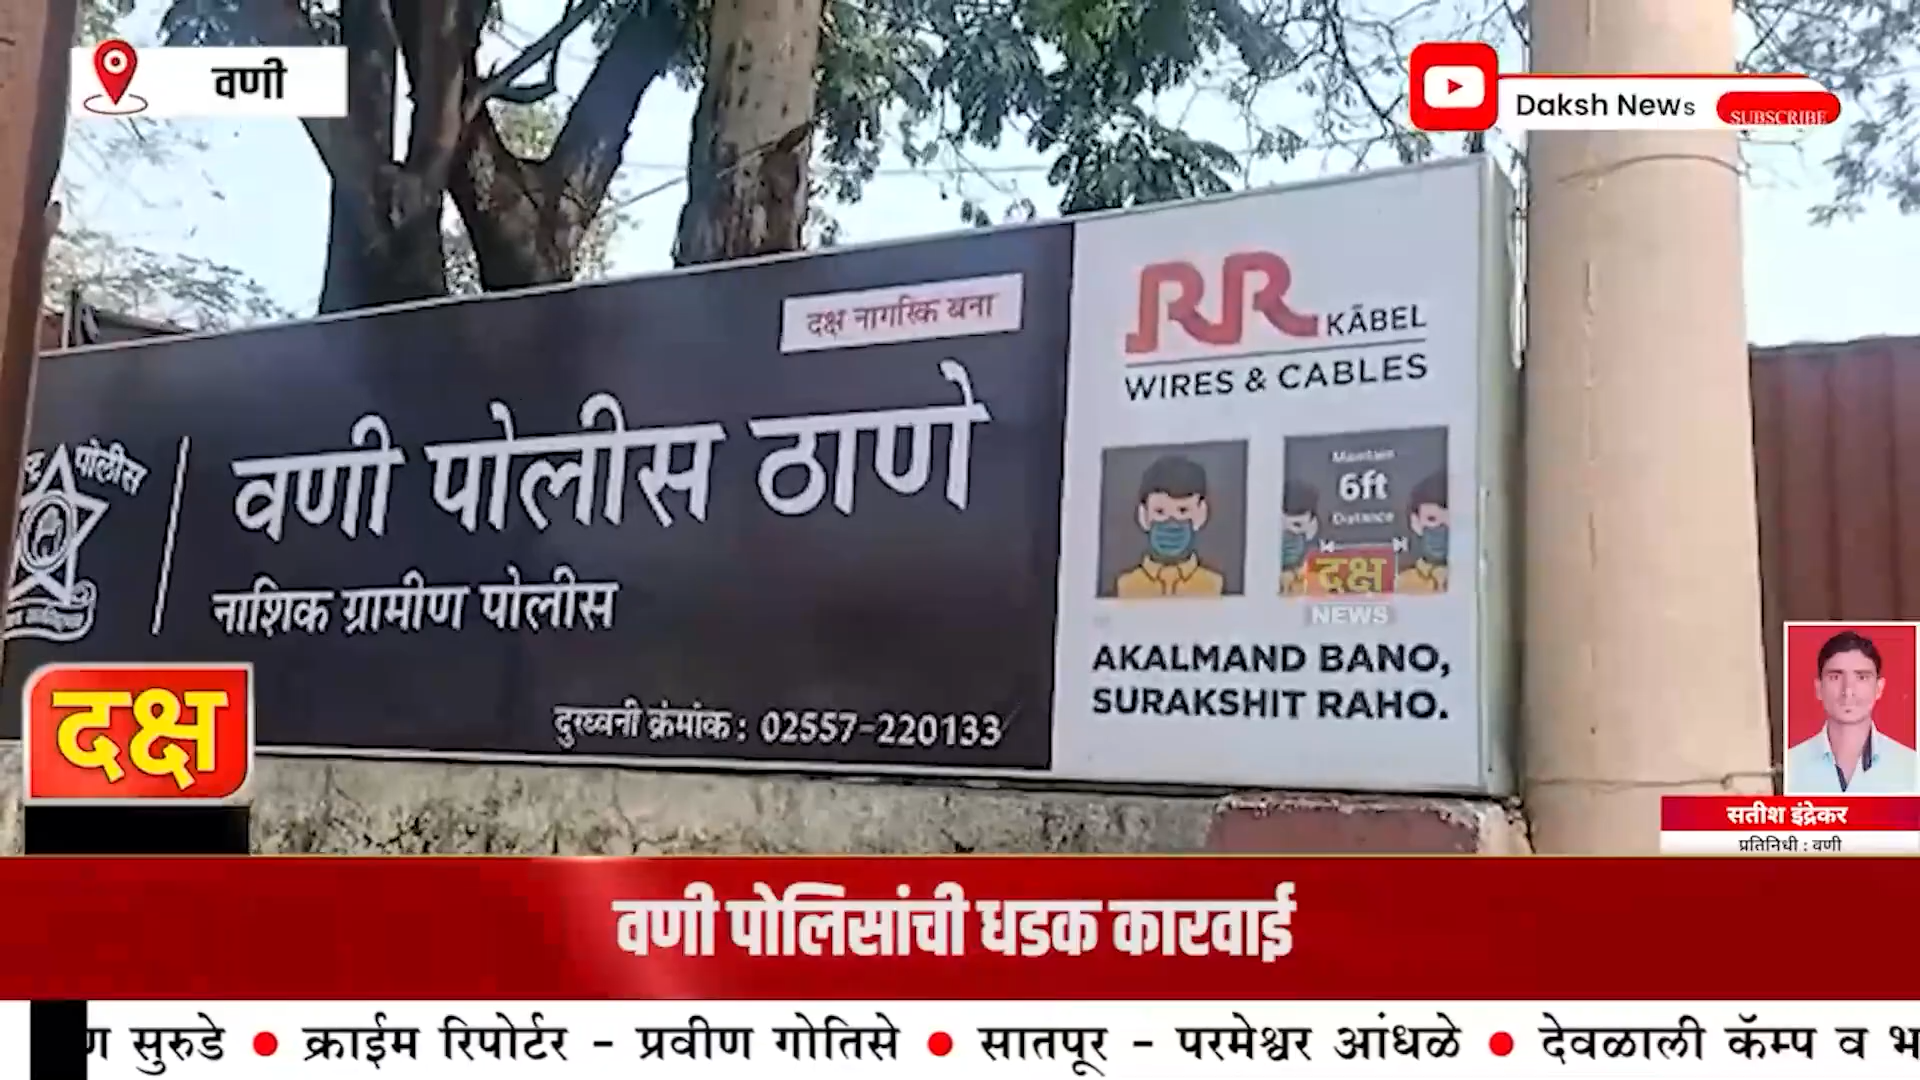 वणी
Daksh News
SUBSCRIBE
दक्ष नागरिक बना
RR KÃBEL
WIRES & CABLES
पोलीस
वणी पोलीस ठाणे
नाशिक ग्रामीण पोलीस
दुरध्वनी क्रंमांक : 02557-220133
Maintain
6ft
Distance
दक्ष
NEWS
AKALMAND BANO,
SURAKSHIT RAHO.
दक्ष
सतीश इंद्रेकर
प्रतिनिधी : वणी
वणी पोलिसांची धडक कारवाई
सुरुडे ● क्राईम रिपोर्टर - प्रवीण गोतिसे ● सातपूर - परमेश्वर आंधळे ● देवळाली कॅम्प व